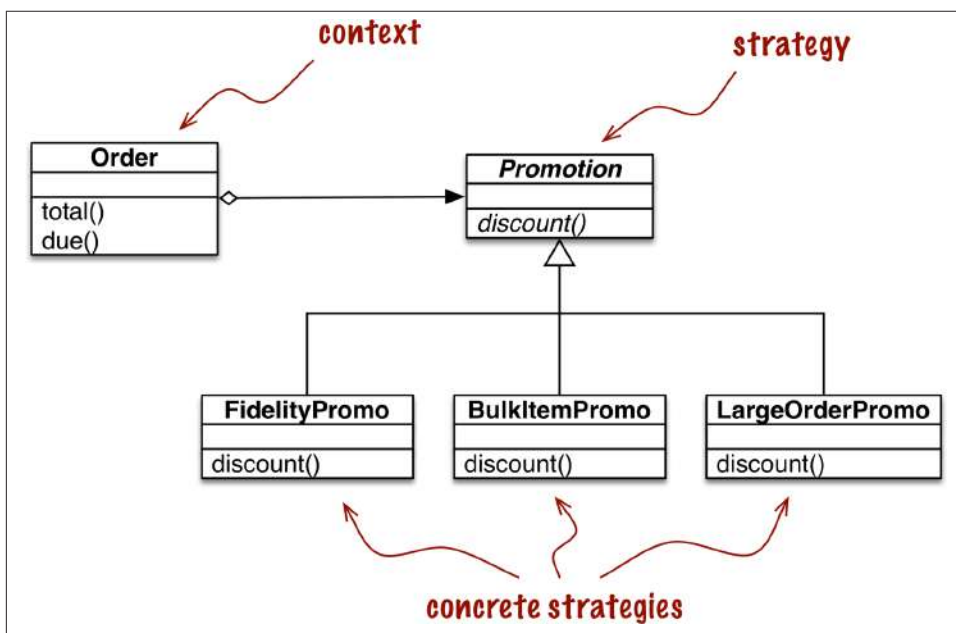 context
strategy
Order
total()
due()
Promotion
discount()
FidelityPromo
discount()
BulkItemPromo
discount()
LargeOrderPromo
discount()
concrete strategies